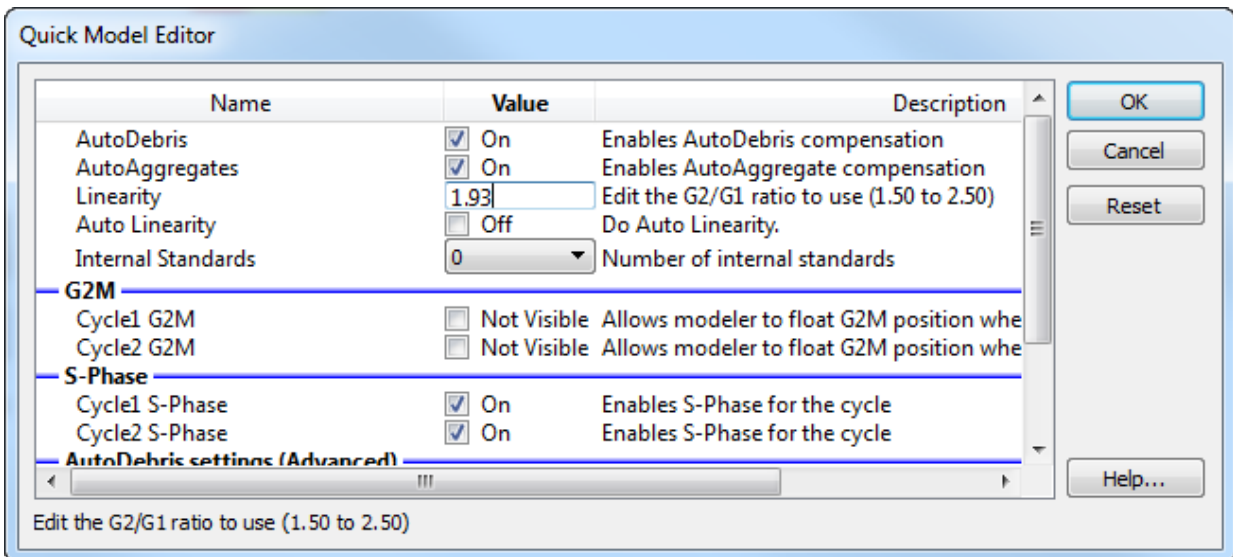 Quick Model Editor
Name Value Description
AutoDebris On Enables AutoDebris compensation
AutoAggregates On Enables AutoAggregate compensation
Linearity 1.93 Edit the G2/G1 ratio to use (1.50 to 2.50)
Auto Linearity Off Do Auto Linearity.
Internal Standards 0 Number of internal standards
G2M
Cycle1 G2M Not Visible Allows modeler to float G2M position whe
Cycle2 G2M Not Visible Allows modeler to float G2M position whe
S-Phase
Cycle1 S-Phase On Enables S-Phase for the cycle
Cycle2 S-Phase On Enables S-Phase for the cycle
AutoDebris settings (Advanced)
OK
Cancel
Reset
Help...
Edit the G2/G1 ratio to use (1.50 to 2.50)